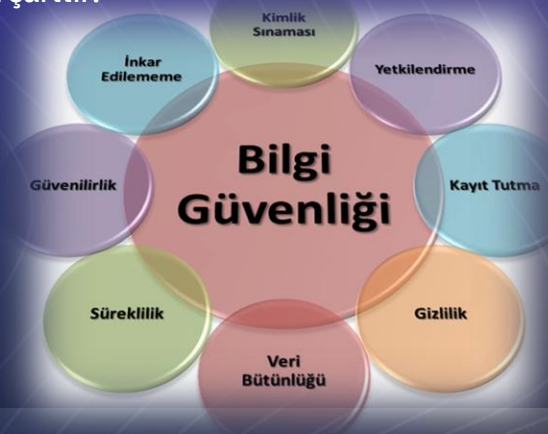 Kimlik
Sınaması
İnkar
Edilememe
Yetkilendirme
Bilgi
Güvenliği
Güvenilirlik
Kayıt Tutma
Süreklilik
Gizlilik
Veri
Bütünlüğü